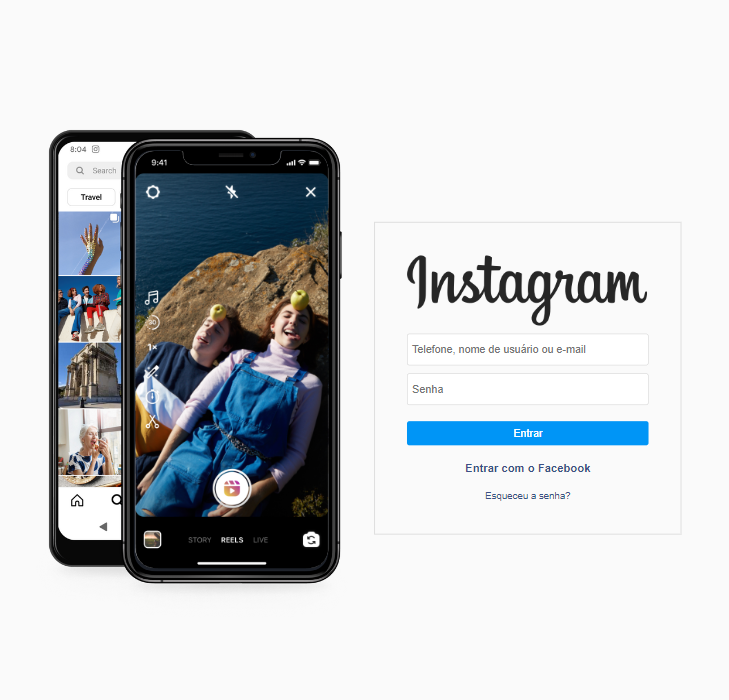 8:04
Search
Travel
9:41
30
1×
STORY REELS LIVE
Instagram
Telefone, nome de usuário ou e-mail
Senha
Entrar
Entrar com o Facebook
Esqueceu a senha?